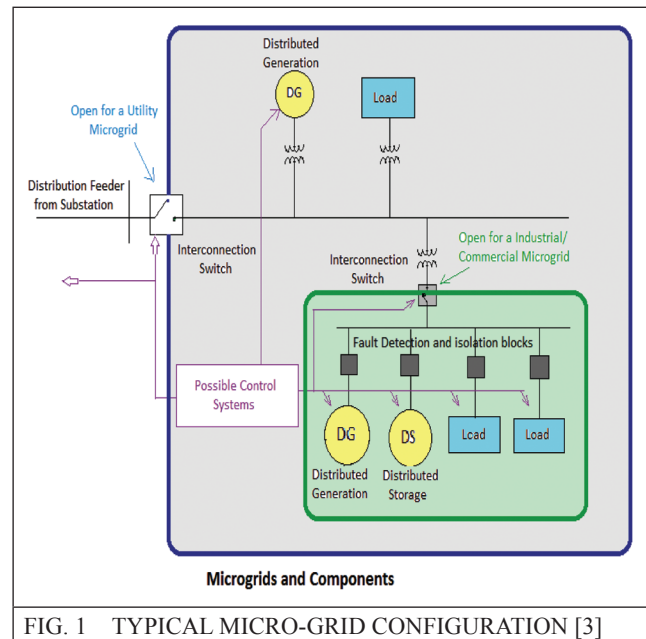 Distributed
Generation
DG
Load
Open for a Utility
Microgrid
Distribution Feeder
from Substation
Interconnection
Switch
Interconnection
Switch
Open for a Industrial/
Commercial Microgrid
Fault Detection and isolation blocks
Possible Control
Systems
DG
DS
Load
Load
Distributed
Generation
Distributed
Storage
Microgrids and Components
FIG. 1 TYPICAL MICRO-GRID CONFIGURATION [3]